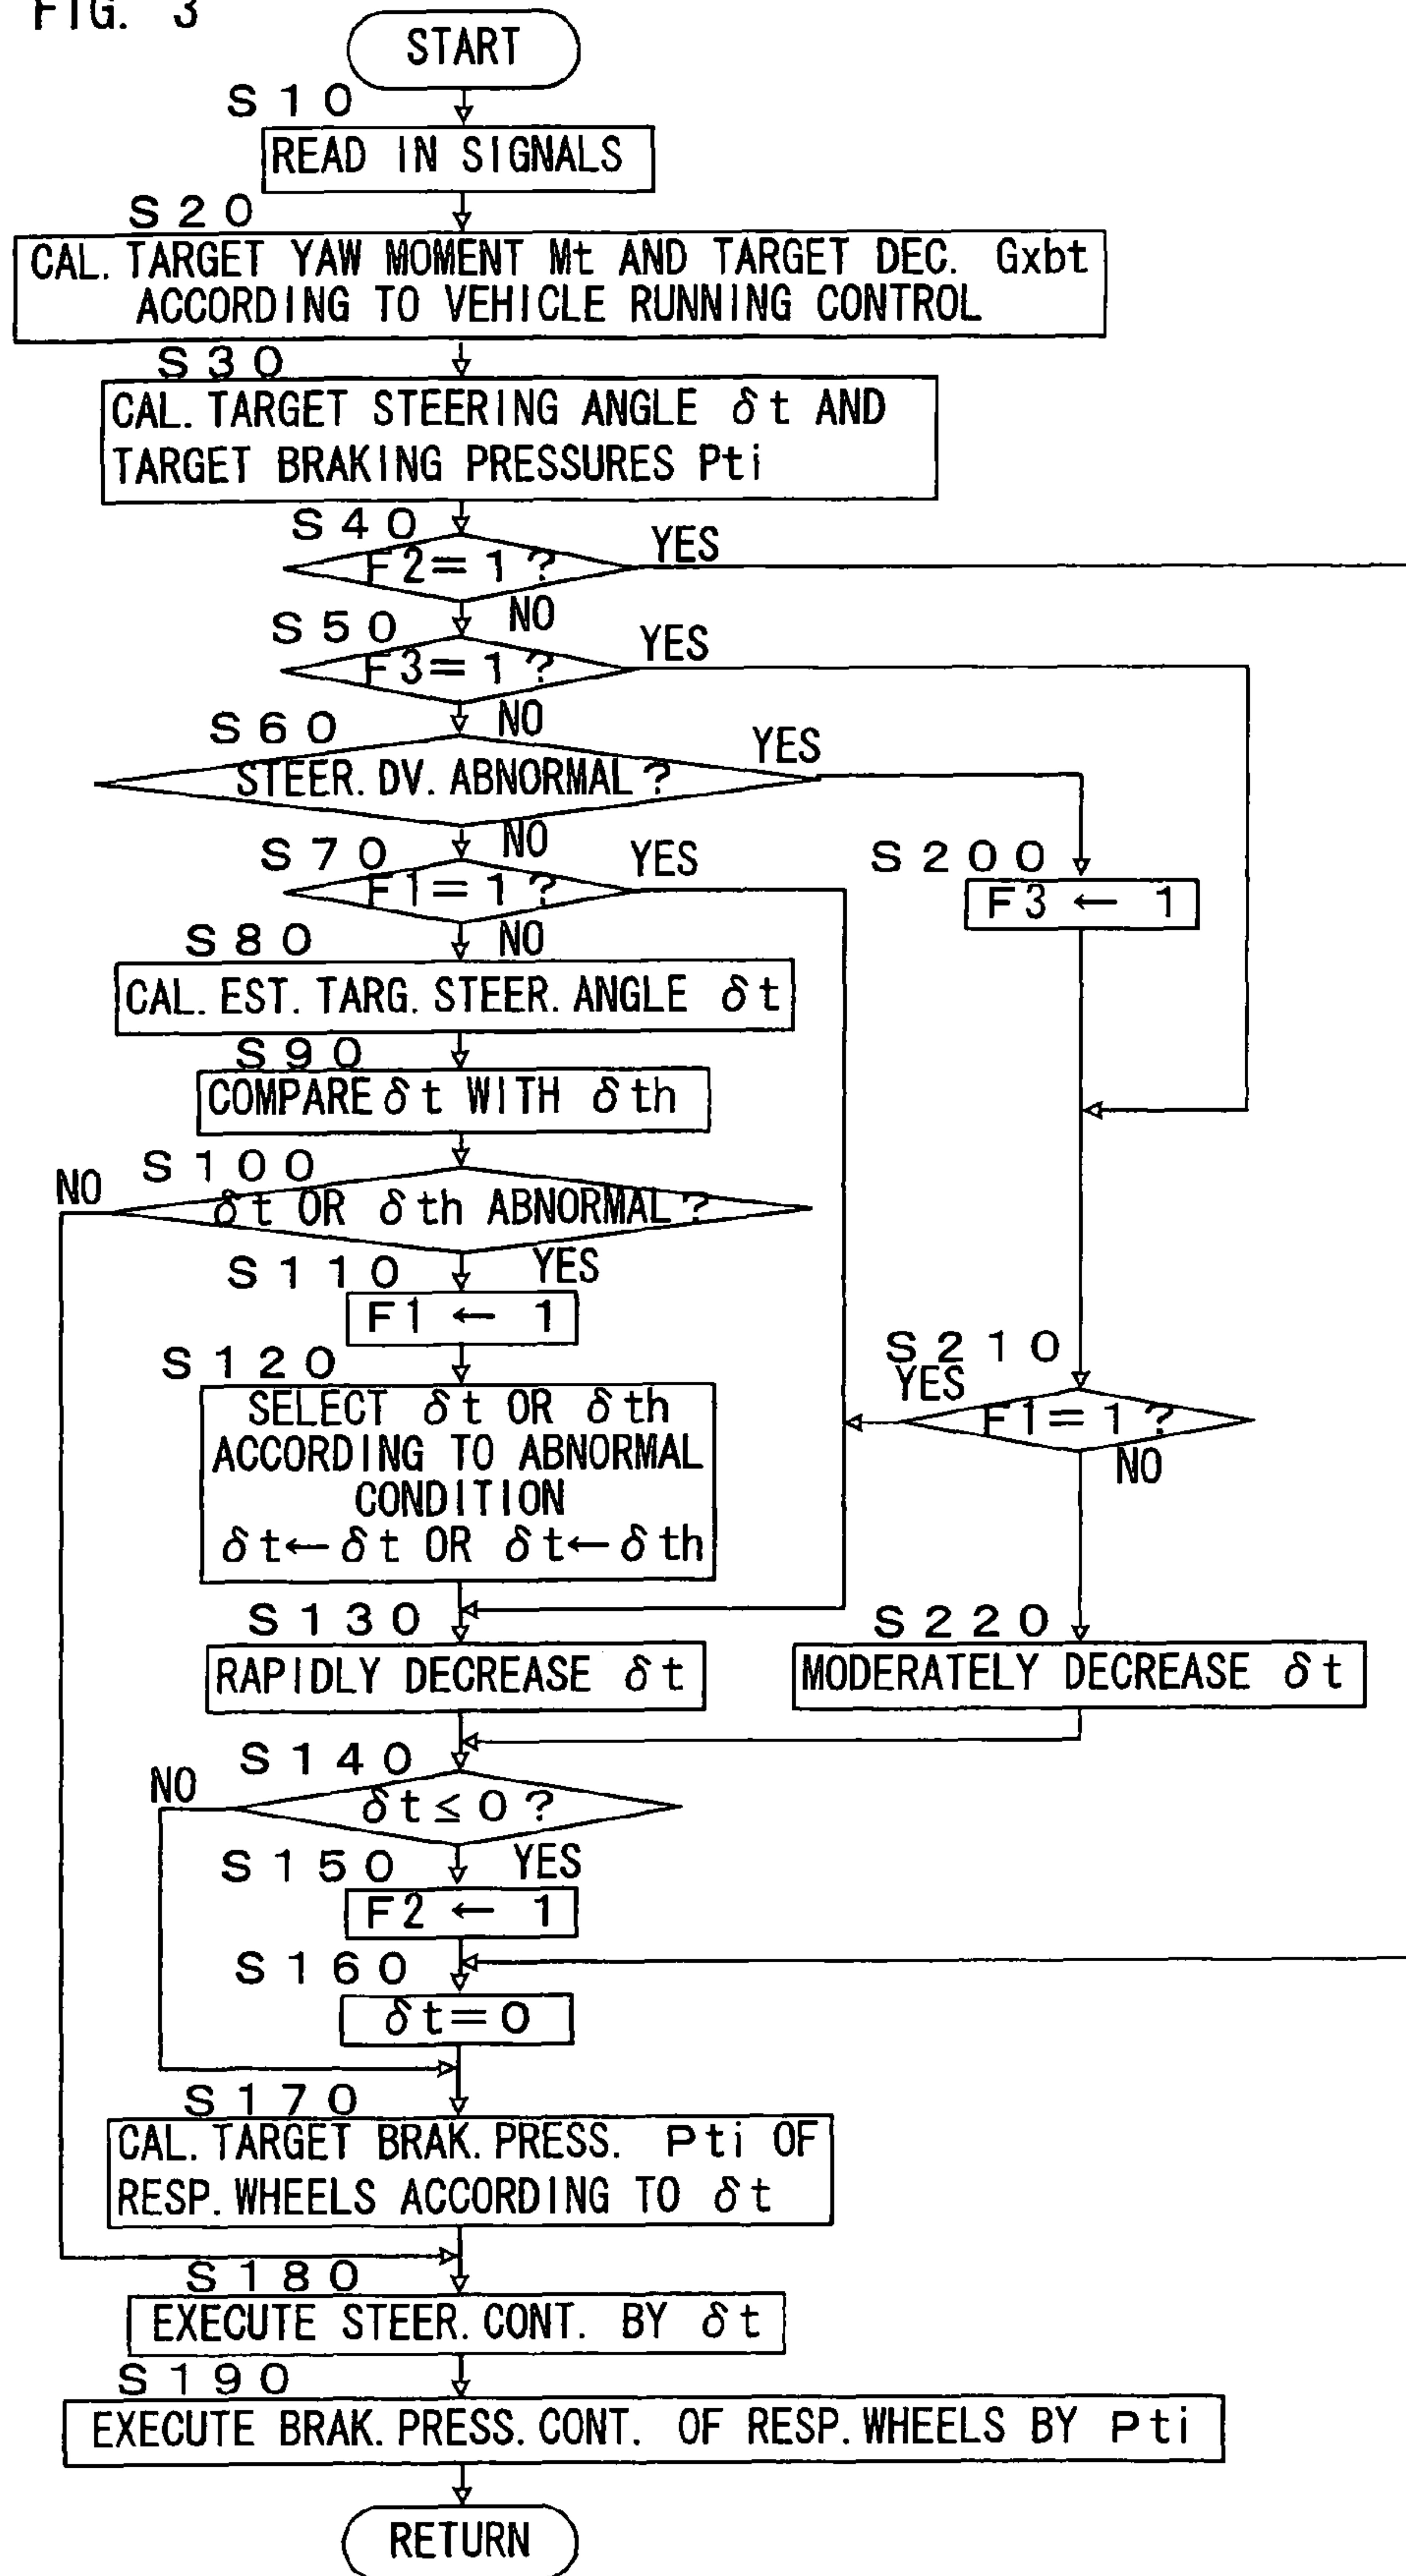 FIG. 3
START
S10
READ IN SIGNALS
S20
CAL. TARGET YAW MOMENT Mt AND TARGET DEC. Gxbt
ACCORDING TO VEHICLE RUNNING CONTROL
S30
CAL. TARGET STEERING ANGLE δt AND
TARGET BRAKING PRESSURES Pti
S40
F2=1?
YES
NO
S50
F3=1?
YES
NO
S60
STEER. DV. ABNORMAL?
YES
NO
S70
F1=1?
YES
NO
S200
F3 ← 1
S80
CAL. EST. TARG. STEER. ANGLE δt
S90
COMPARE δt WITH δth
S100
NO
δt OR δth ABNORMAL?
YES
S110
F1 ← 1
S120
SELECT δt OR δth
ACCORDING TO ABNORMAL
CONDITION
δt←δt OR δt←δth
S210
YES
F1=1?
NO
S130
RAPIDLY DECREASE δt
S220
MODERATELY DECREASE δt
S140
NO
δt≤0?
YES
S150
F2 ← 1
S160
δt=0
S170
CAL. TARGET BRAK. PRESS. Pti OF
RESP. WHEELS ACCORDING TO δt
S180
EXECUTE STEER. CONT. BY δt
S190
EXECUTE BRAK. PRESS. CONT. OF RESP. WHEELS BY Pti
RETURN